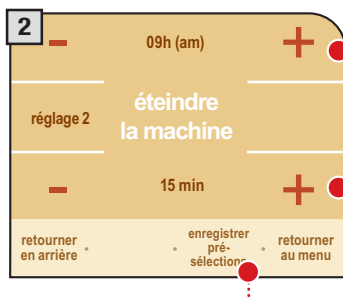 2
- 09h (am) +
réglage 2
éteindre
la machine
- 15 min +
retourner
en arrière
enregistrer
pré-
sélections
retourner
au menu